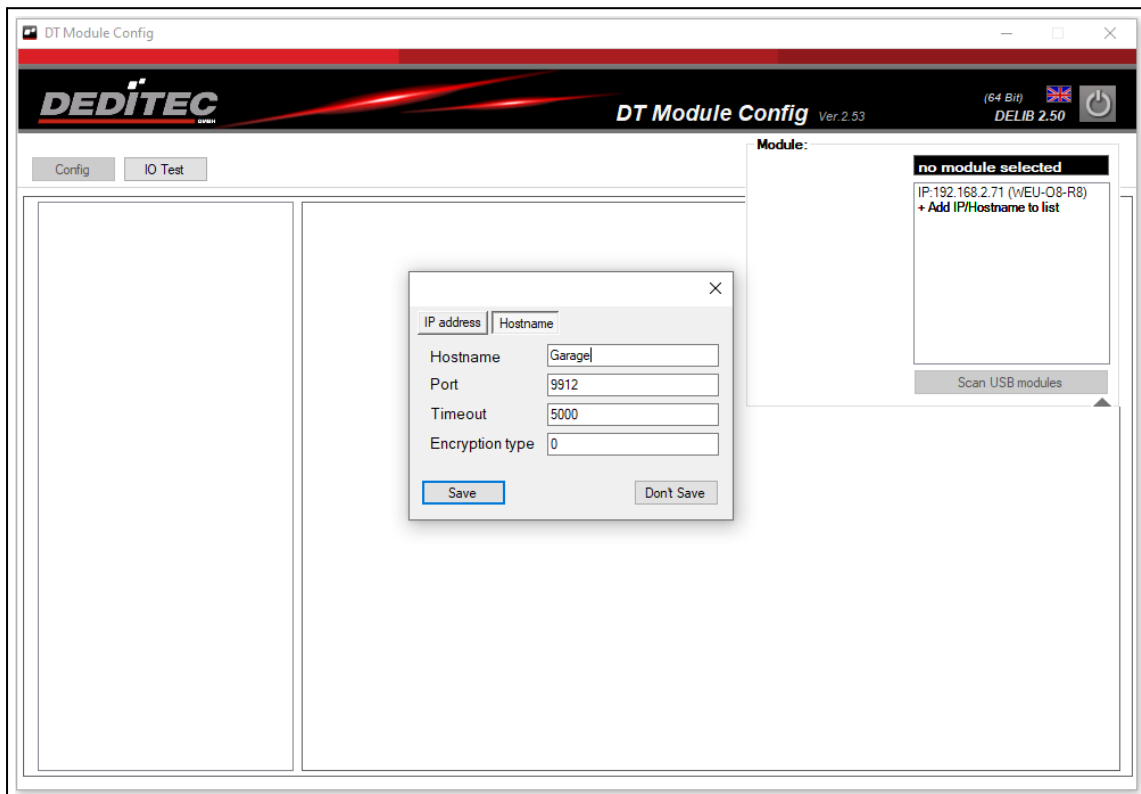 DT Module Config
DEDITEC
GMBH
DT Module Config Ver.2.53
(64 Bit)
DELIB 2.50
Config
IO Test
Module:
no module selected
IP:192.168.2.71 (WEU-O8-R8)
+ Add IP/Hostname to list
Scan USB modules
IP address
Hostname
Hostname Garage
Port 9912
Timeout 5000
Encryption type 0
Save
Don't Save